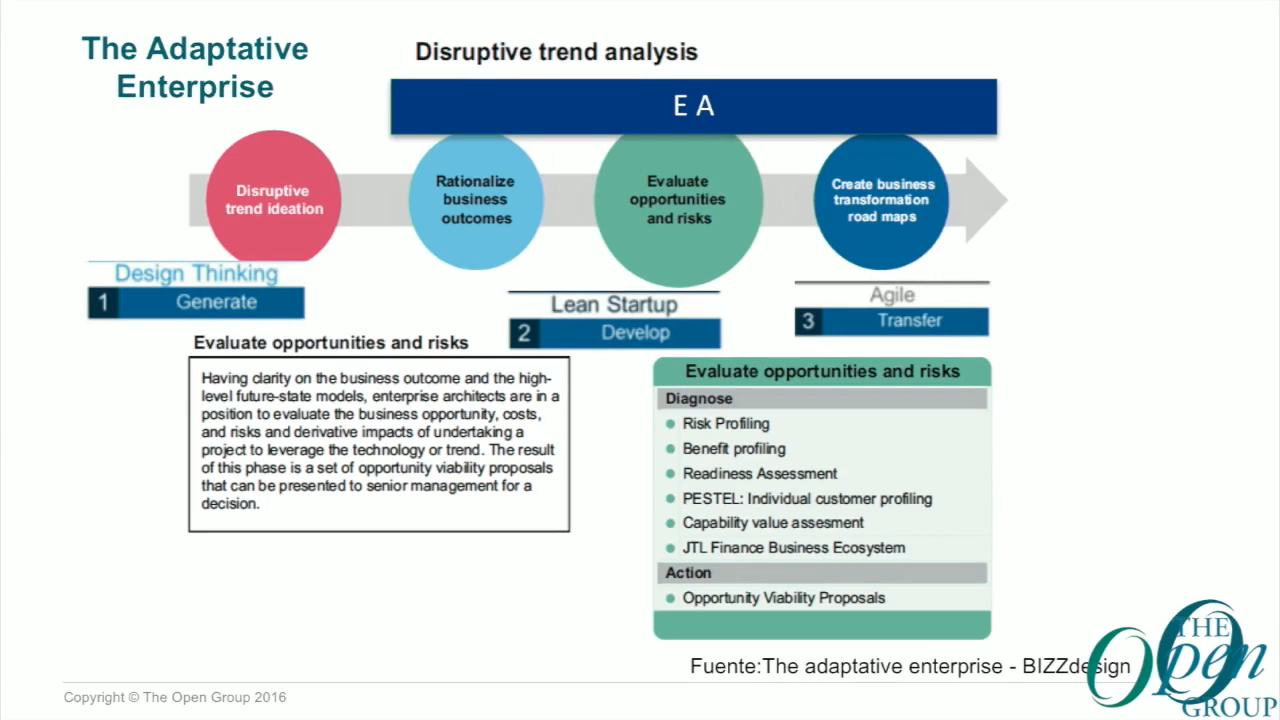 The Adaptative
Enterprise
Disruptive trend analysis
E A
Disruptive
trend ideation
Rationalize
business
outcomes
Evaluate
opportunities
and risks
Create business
transformation
road maps
Design Thinking
1 Generate
Lean Startup
2 Develop
Agile
3 Transfer
Evaluate opportunities and risks
Having clarity on the business outcome and the high-
level future-state models, enterprise architects are in a
position to evaluate the business opportunity, costs,
and risks and derivative impacts of undertaking a
project to leverage the technology or trend. The result
of this phase is a set of opportunity viability proposals
that can be presented to senior management for a
decision.
Evaluate opportunities and risks
Diagnose
Risk Profiling
Benefit profiling
Readiness Assessment
PESTEL: Individual customer profiling
Capability value assesment
JTL Finance Business Ecosystem
Action
Opportunity Viability Proposals
Fuente:The adaptative enterprise - BIZZdesign
Copyright © The Open Group 2016
THE
Open
GROUP